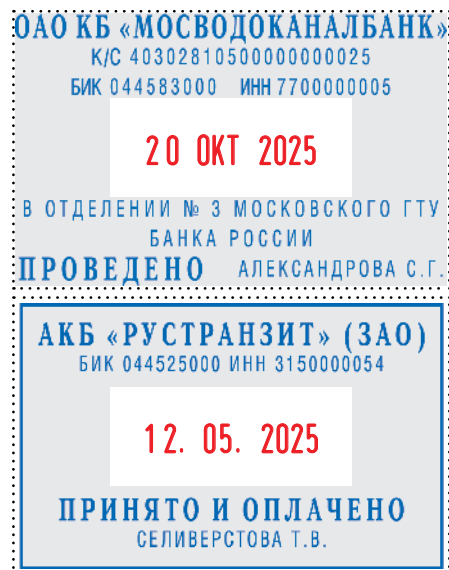 ОАО КБ «МОСВОДОКАНАЛБАНК»
К/С 40302810500000000025
БИК 044583000 ИНН 7700000005
20 ОКТ 2025
В ОТДЕЛЕНИИ № 3 МОСКОВСКОГО ГТУ
БАНКА РОССИИ
ПРОВЕДЕНО АЛЕКСАНДРОВА С.Г.
АКБ «РУСТРАНЗИТ» (ЗАО)
БИК 044525000 ИНН 3150000054
12. 05. 2025
ПРИНЯТО И ОПЛАЧЕНО
СЕЛИВЕРСТОВА Т.В.